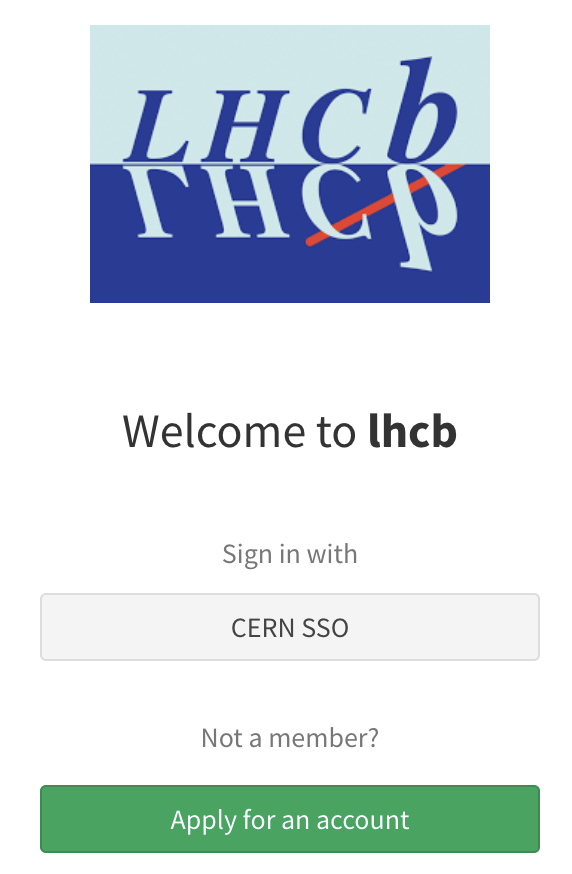 LHCb
LHCb
Welcome to lhcb
Sign in with
CERN SSO
Not a member?
Apply for an account